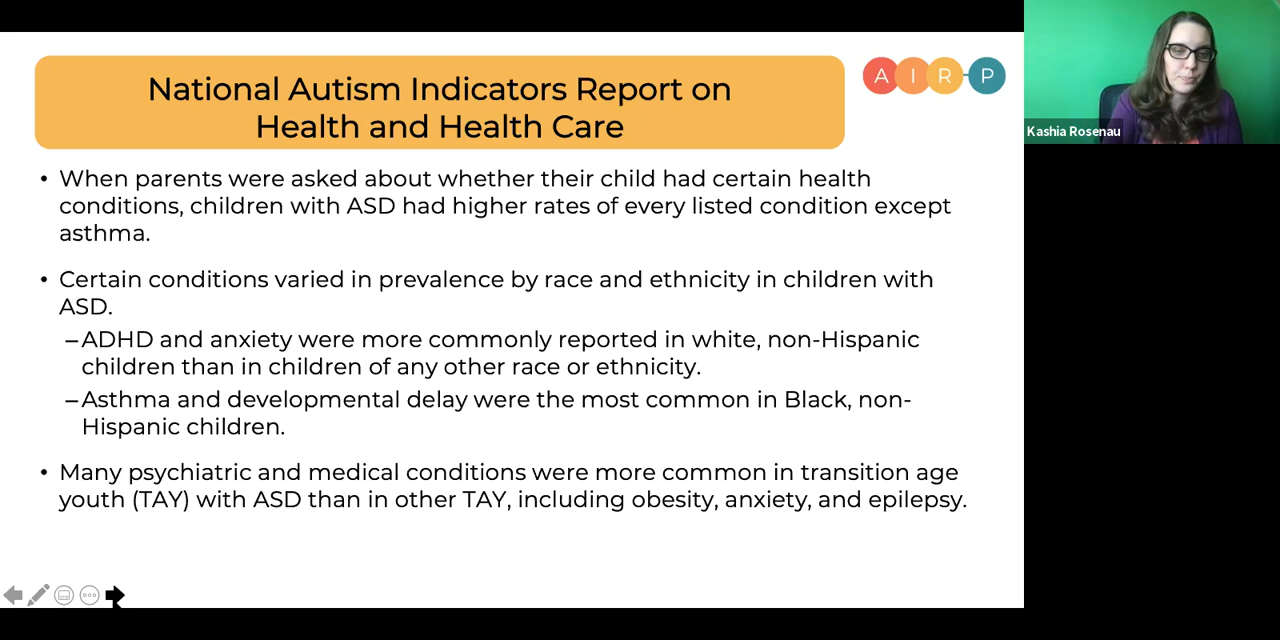 National Autism Indicators Report on
Health and Health Care
A I R - P
Kashia Rosenau
• When parents were asked about whether their child had certain health
conditions, children with ASD had higher rates of every listed condition except
asthma.
• Certain conditions varied in prevalence by race and ethnicity in children with
ASD.
–ADHD and anxiety were more commonly reported in white, non-Hispanic
children than in children of any other race or ethnicity.
–Asthma and developmental delay were the most common in Black, non-
Hispanic children.
• Many psychiatric and medical conditions were more common in transition age
youth (TAY) with ASD than in other TAY, including obesity, anxiety, and epilepsy.